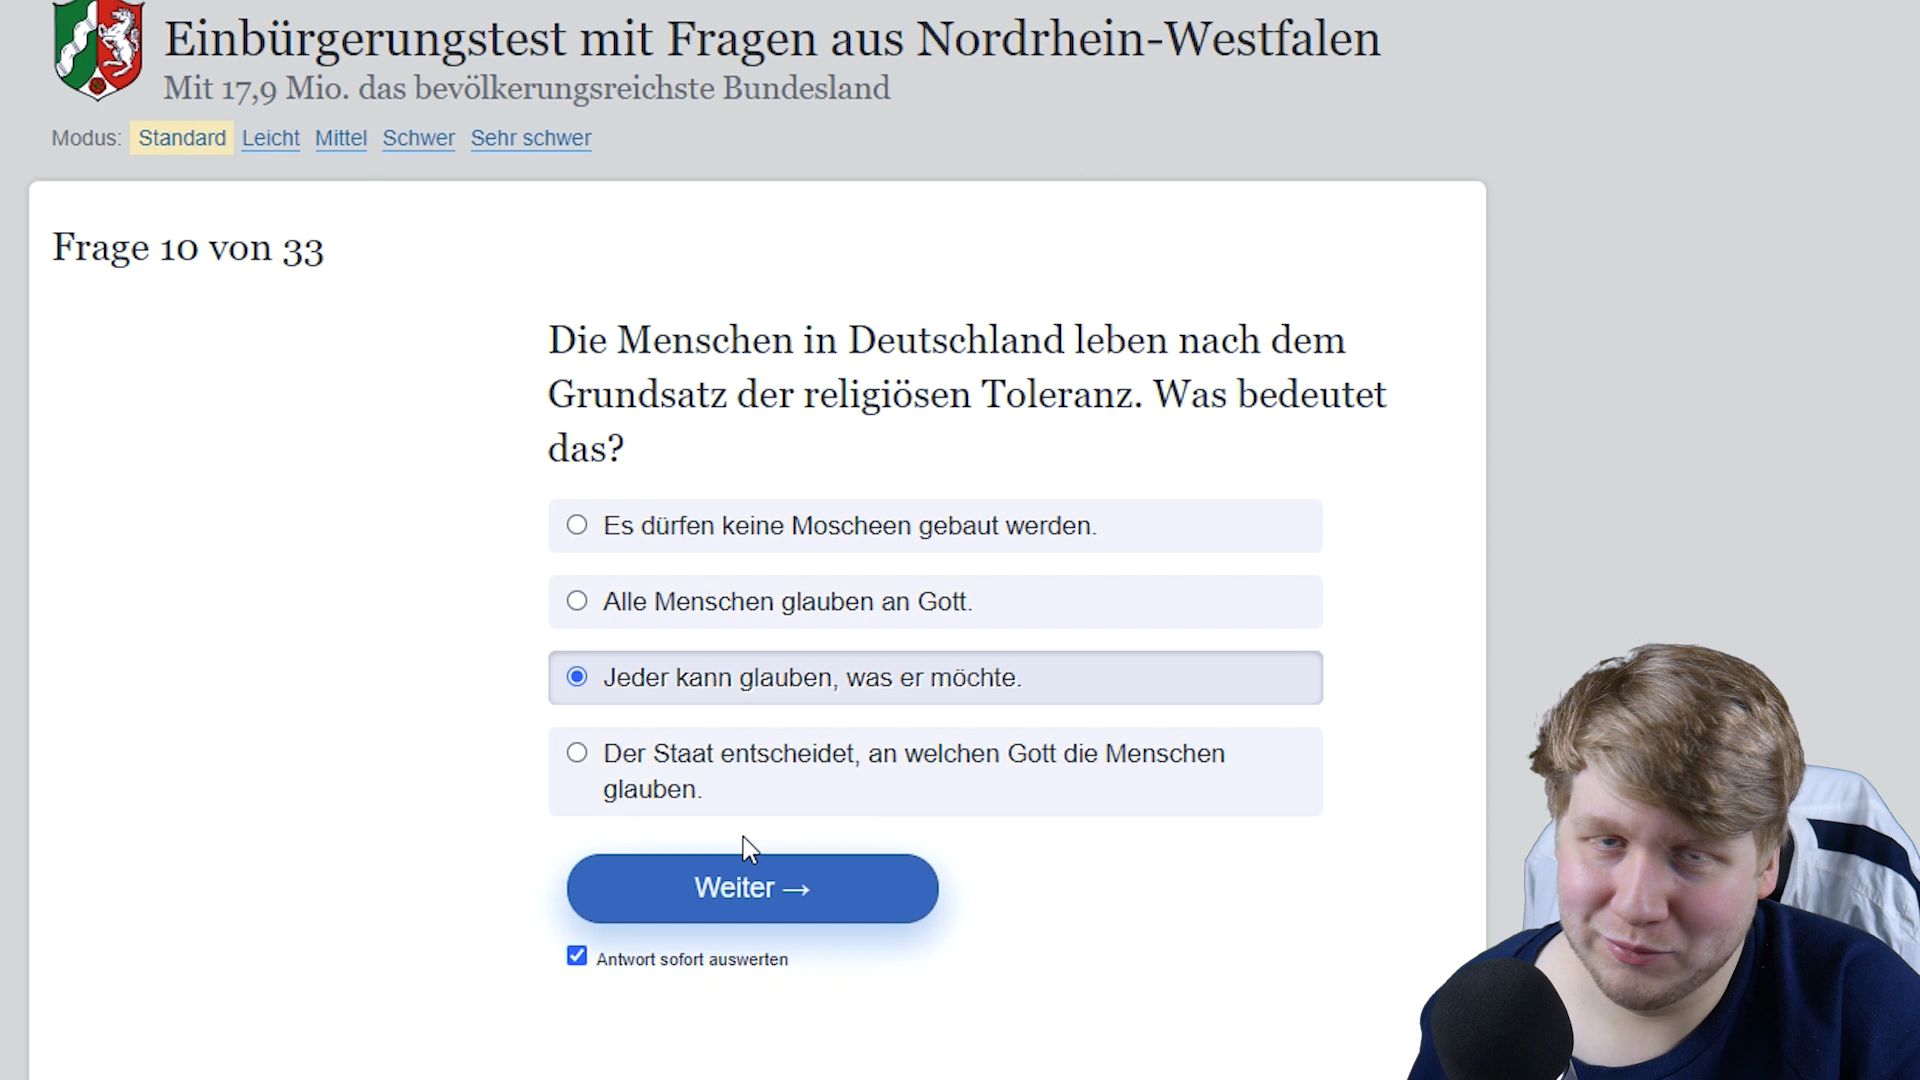 Einbürgerungstest mit Fragen aus Nordrhein-Westfalen
Mit 17,9 Mio. das bevölkerungsreichste Bundesland
Modus: Standard Leicht Mittel Schwer Sehr schwer
Frage 10 von 33
Die Menschen in Deutschland leben nach dem
Grundsatz der religiösen Toleranz. Was bedeutet
das?
Es dürfen keine Moscheen gebaut werden.
Alle Menschen glauben an Gott.
Jeder kann glauben, was er möchte.
Der Staat entscheidet, an welchen Gott die Menschen
glauben.
Weiter →
Antwort sofort auswerten